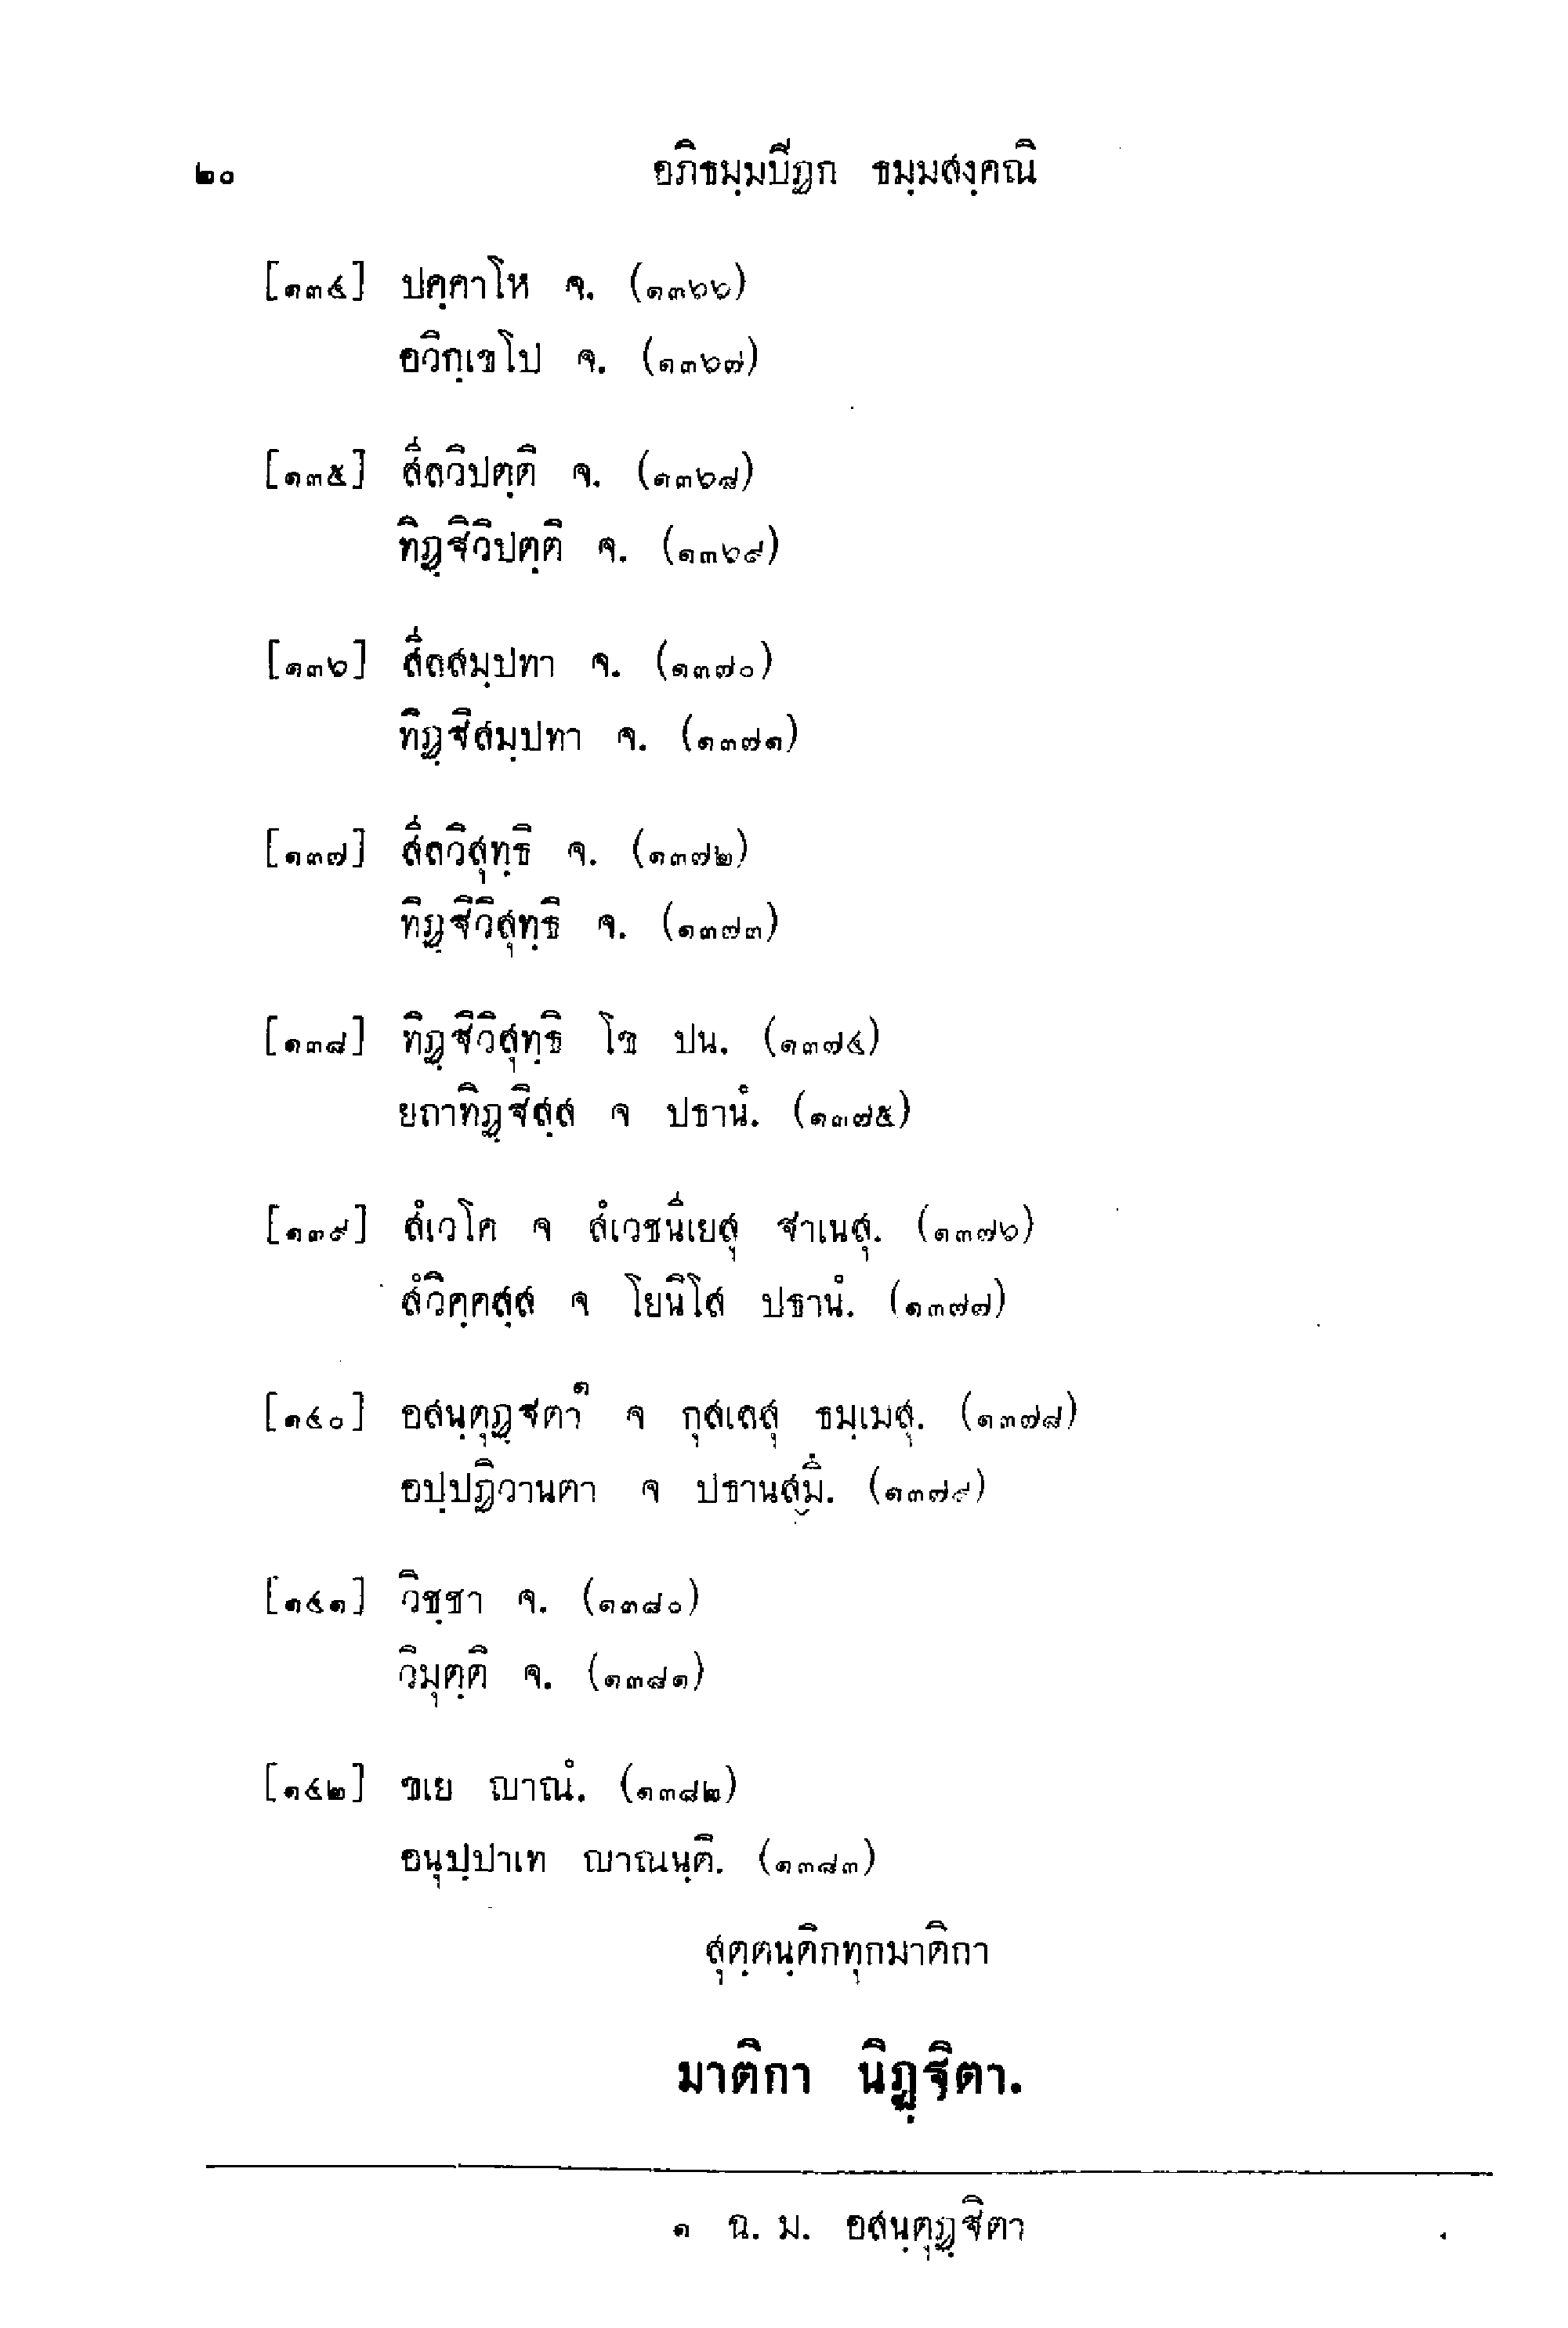 ๒๐ อภิธมฺมปิฏก ธมฺมสงฺคณิ
[๑๓๔] ปคฺคาโห จ. (๑๓๖๖)
อวิกฺเขโป จ. (๑๓๖๗)
[๑๓๕] สีลวิปตฺติ จ. (๑๓๖๘)
ทิฏฺฐิวิปตฺติ จ. (๑๓๖๙)
[๑๓๖] สีลสมฺปทา จ. (๑๓๗๐)
ทิฏฺฐิสมฺปทา จ. (๑๓๗๑)
[๑๓๗] สีลวิสุทฺธิ จ. (๑๓๗๒)
ทิฏฺฐิวิสุทฺธิ จ. (๑๓๗๓)
[๑๓๘] ทิฏฺฐิวิสุทฺธิ โข ปน. (๑๓๗๔)
ยถาทิฏฺฐิสฺส จ ปธานํ. (๑๓๗๕)
[๑๓๙] สํเวโค จ สํเวชนีเยสุ ฐาเนสุ. (๑๓๗๖)
สํวิคฺคสฺส จ โยนิโส ปธานํ. (๑๓๗๗)
[๑๔๐] อสนฺตุฏฺฐตา๑ จ กุสเลสุ ธมฺเมสุ. (๑๓๗๘)
อปฺปฏิวานตา จ ปธานสฺมิํ. (๑๓๗๙)
[๑๔๑] วิชฺชา จ. (๑๓๘๐)
วิมุตฺติ จ. (๑๓๘๑)
[๑๔๒] ขเย ญาณํ. (๑๓๘๒)
อนุปฺปาเท ญาณนฺติ. (๑๓๘๓)
สุตฺตนฺติกทุกมาติกา
มาติกา นิฏฺฐิตา.
๑ ฉ. ม. อสนฺตุฏฺฐิตา